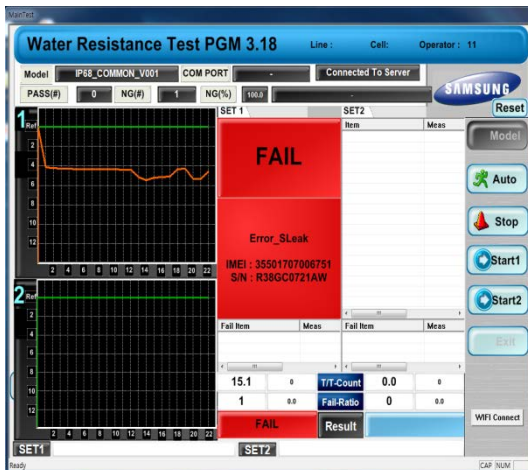 MainTest
Water Resistance Test PGM 3.18 Line : Cell: Operator : 11
Model IP68_COMMON_V001 COM PORT - Connected To Server
PASS(#) 0 NG(#) 1 NG(%) 100.0 -
SAMSUNG
Reset
SET 1 SET2
1
Ref
2
4
6
8
10
12
2 4 6 8 10 12 14 16 18 20 22
FAIL
Error_SLeak
IMEI : 35501707006751
S/N : R38GC0721AW
Item Meas
Model
Auto
Stop
Start1
Start2
Exit
2
Ref
2
4
6
8
10
12
2 4 6 8 10 12 14 16 18 20 22
Fail Item Meas Fail Item Meas
15.1 0 T/T-Count 0.0 0
1 0.0 Fail-Ratio 0 0.0
FAIL Result
WIFI Connect
SET1 SET2
Ready CAP NUM